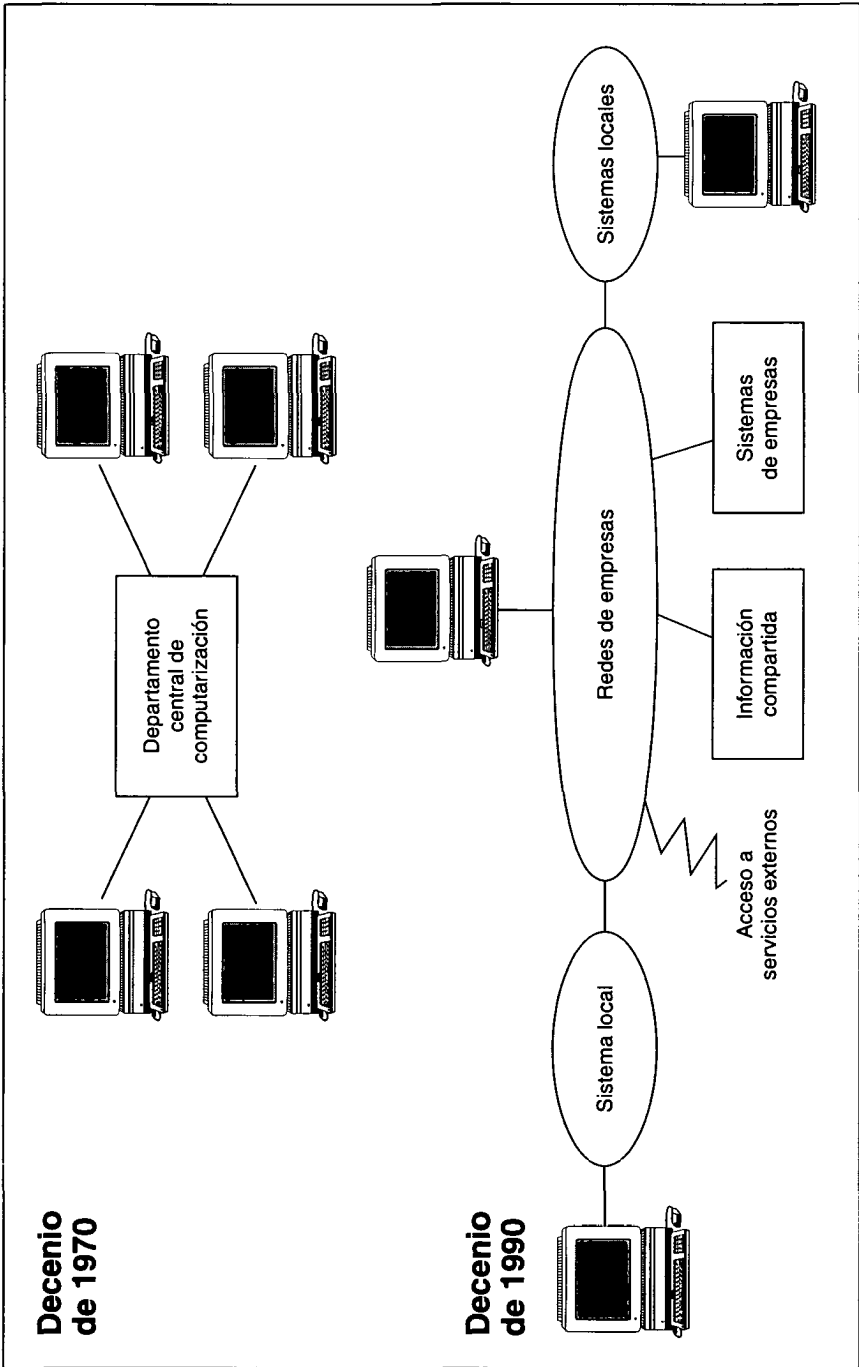 Decenio
de 1970
Departamento
central de
computarización
Decenio
de 1990
Sistema local
Redes de empresas
Sistemas locales
Acceso a
servicios externos
Información
compartida
Sistemas
de empresas